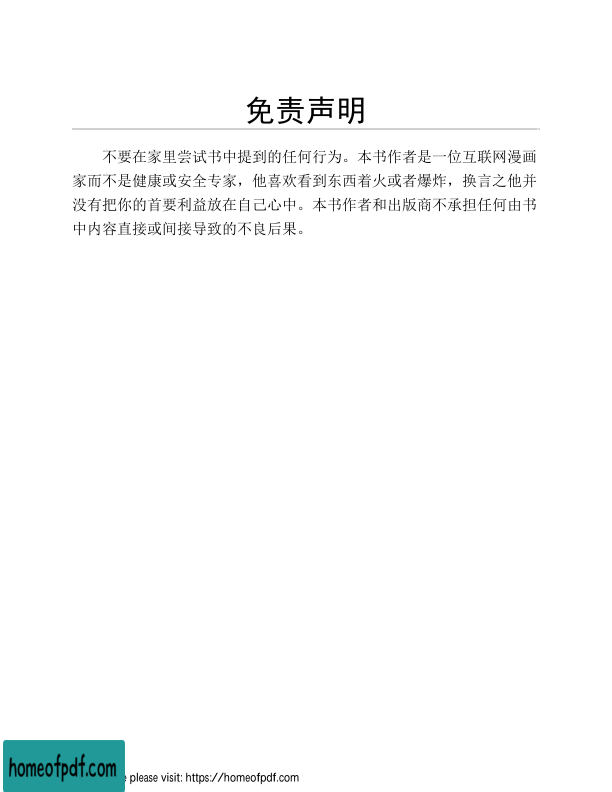 免责声明
不要在家里尝试书中提到的任何行为。本书作者是一位互联网漫画
家而不是健康或安全专家，他喜欢看到东西着火或者爆炸，换言之他并
没有把你的首要利益放在自己心中。本书作者和出版商不承担任何由书
中内容直接或间接导致的不良后果。
homeofpdf.com
please visit: https://homeofpdf.com